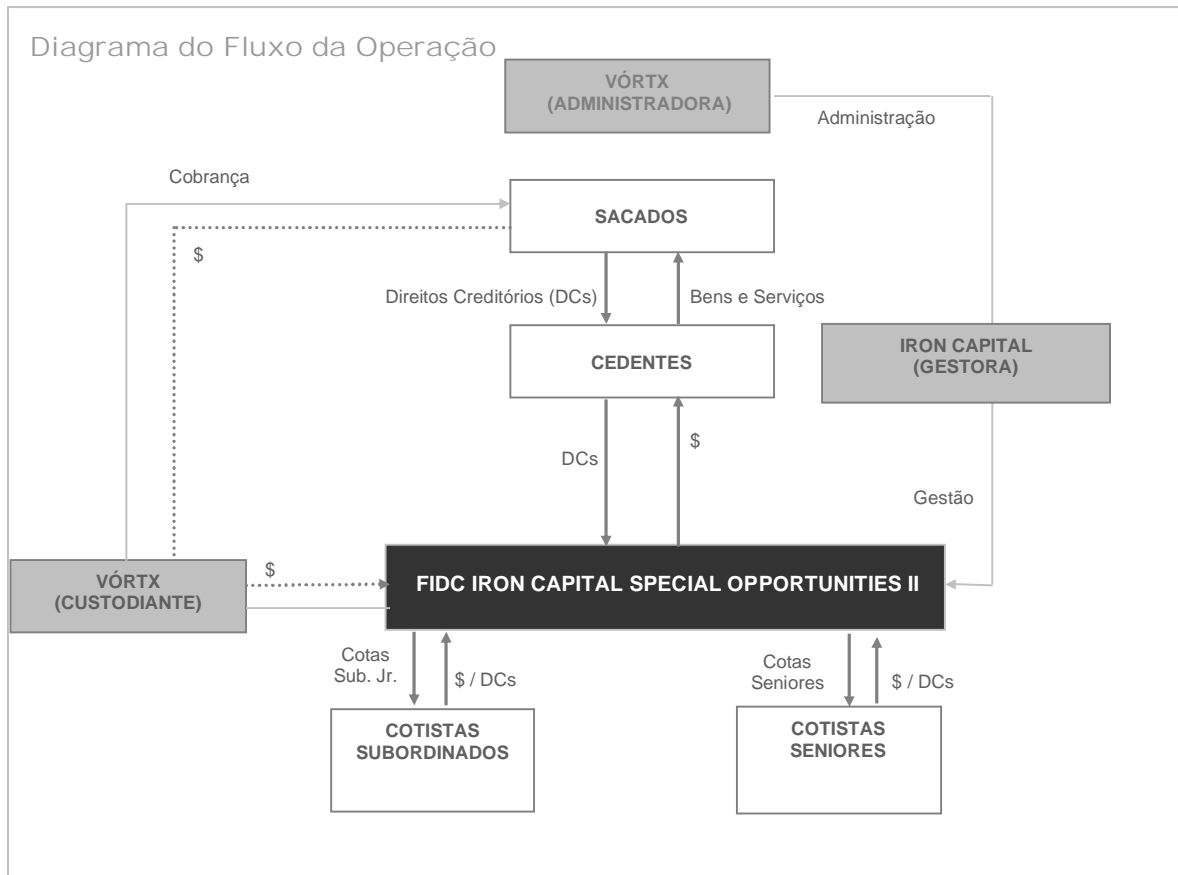 Diagrama do Fluxo da Operação
VÓRTX
(ADMINISTRADORA)
Administração
Cobrança
SACADOS
$
Direitos Creditórios (DCs)
Bens e Serviços
CEDENTES
IRON CAPITAL
(GESTORA)
DCs
$
Gestão
VÓRTX
(CUSTODIANTE)
$
FIDC IRON CAPITAL SPECIAL OPPORTUNITIES II
Cotas
Sub. Jr.
$ / DCs
Cotas
Seniores
$ / DCs
COTISTAS
SUBORDINADOS
COTISTAS
SENIORES